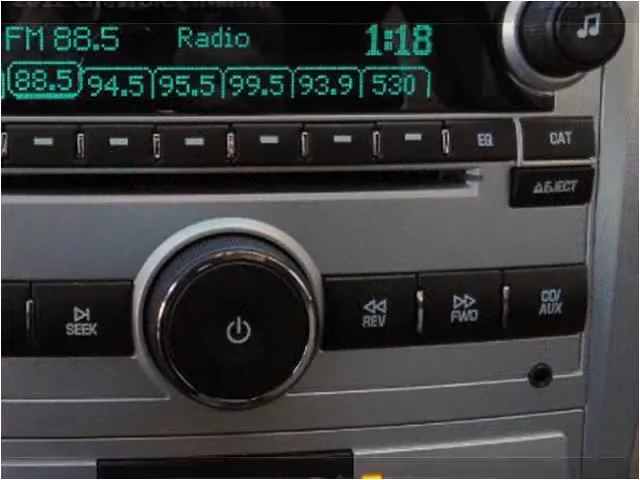 FM 88.5 Radio 1:18
88.5 94.5 95.5 99.5 93.9 530
EQ CAT
EJECT
SEEK REV FWD CD/
AUX